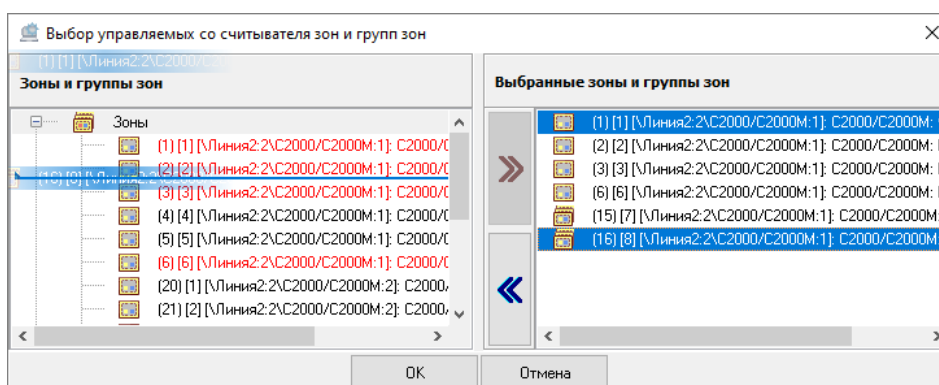 Выбор управляемых со считывателя зон и групп зон
(1) [1] [\Линия2:2\С2000/С2
Зоны и группы зон
Выбранные зоны и группы зон
Зоны
(1) [1] [\Линия2:2\С2000/С2000М:1]: С2000/С
(2) [2] [\Линия2:2\С2000/С2000М:1]: С2000/С
(3) [3] [\Линия2:2\С2000/С2000М:1]: С2000/С
(4) [4] [\Линия2:2\С2000/С2000М:1]: С2000/С
(5) [5] [\Линия2:2\С2000/С2000М:1]: С2000/С
(6) [6] [\Линия2:2\С2000/С2000М:1]: С2000/С
(20) [1] [\Линия2:2\С2000/С2000М:2]: С2000,
(21) [2] [\Линия2:2\С2000/С2000М:2]: С2000,
(1) [1] [\Линия2:2\С2000/С2000М:1]: С2000/С2000М:
(2) [2] [\Линия2:2\С2000/С2000М:1]: С2000/С2000М:
(3) [3] [\Линия2:2\С2000/С2000М:1]: С2000/С2000М:
(6) [6] [\Линия2:2\С2000/С2000М:1]: С2000/С2000М:
(15) [7] [\Линия2:2\С2000/С2000М:1]: С2000/С2000М:
(16) [8] [\Линия2:2\С2000/С2000М:1]: С2000/С2000М
ОК
Отмена